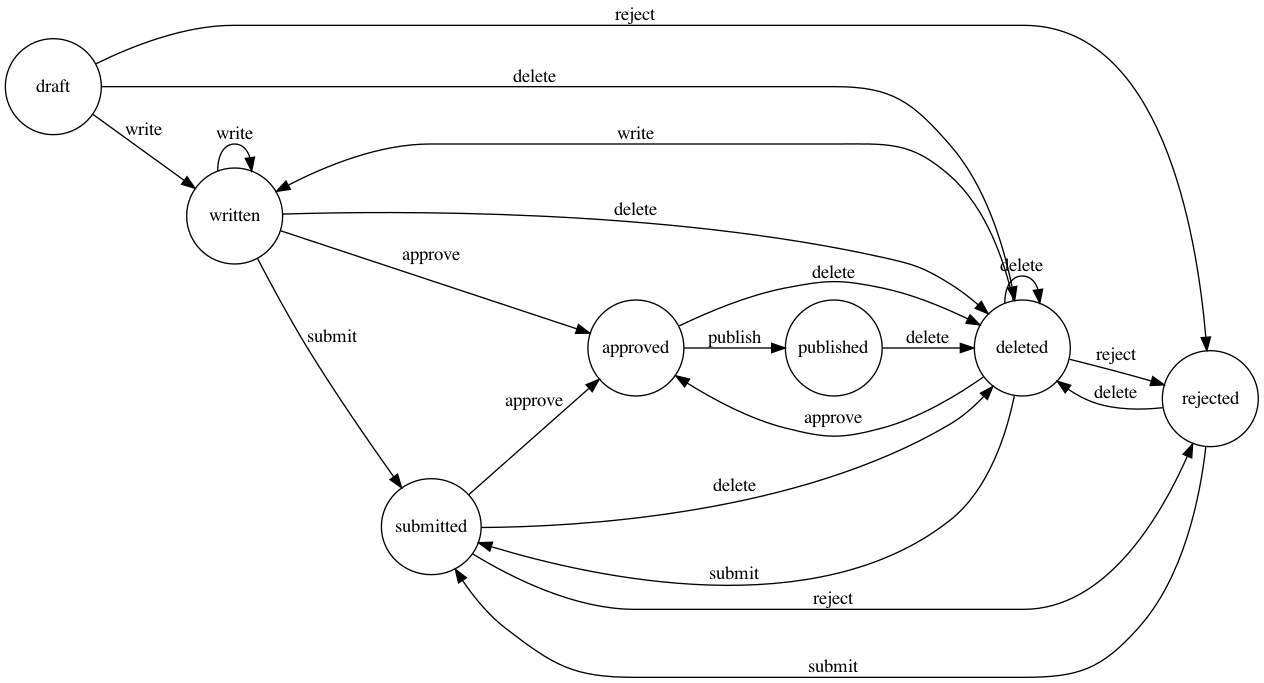 reject
draft
delete
write
write
write
written
delete
approve
delete
delete
submit
approved
publish
published
delete
deleted
reject
delete
rejected
approve
approve
delete
submitted
submit
reject
submit